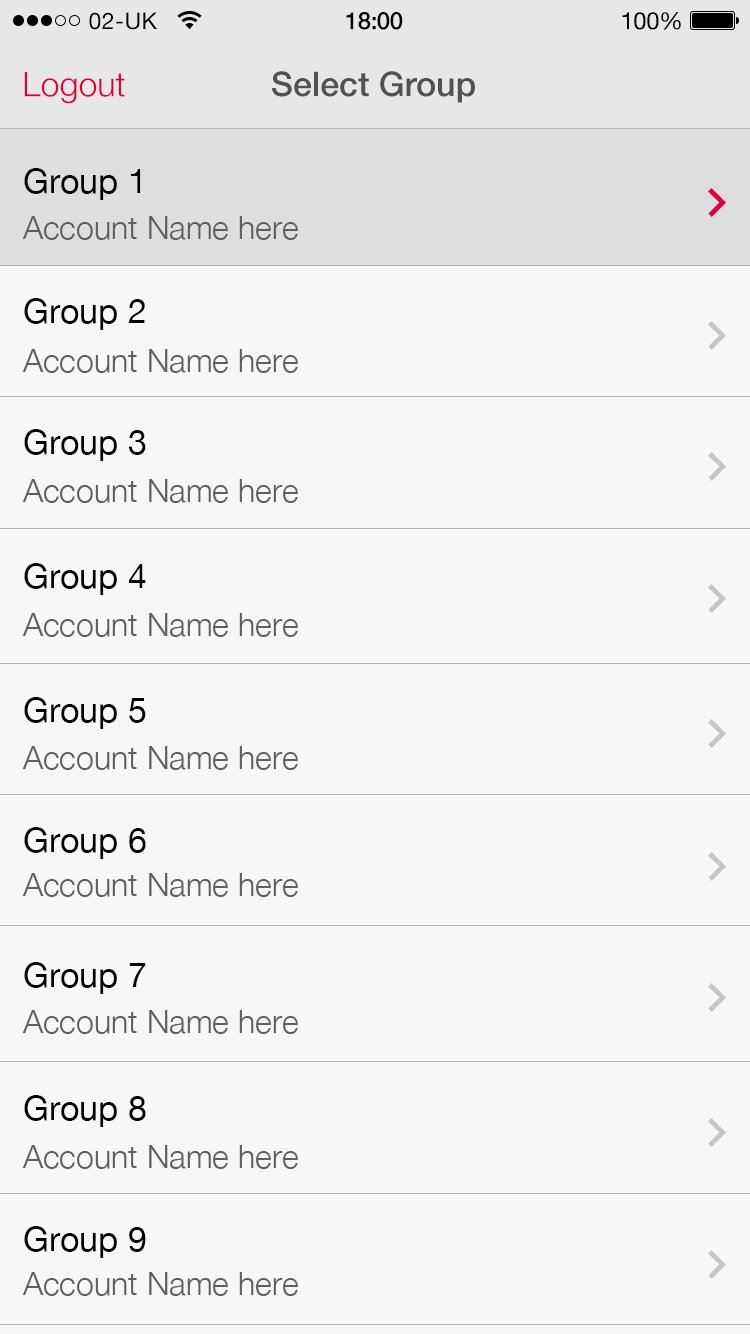 02-UK 18:00 100%
Logout Select Group
Group 1
Account Name here
Group 2
Account Name here
Group 3
Account Name here
Group 4
Account Name here
Group 5
Account Name here
Group 6
Account Name here
Group 7
Account Name here
Group 8
Account Name here
Group 9
Account Name here